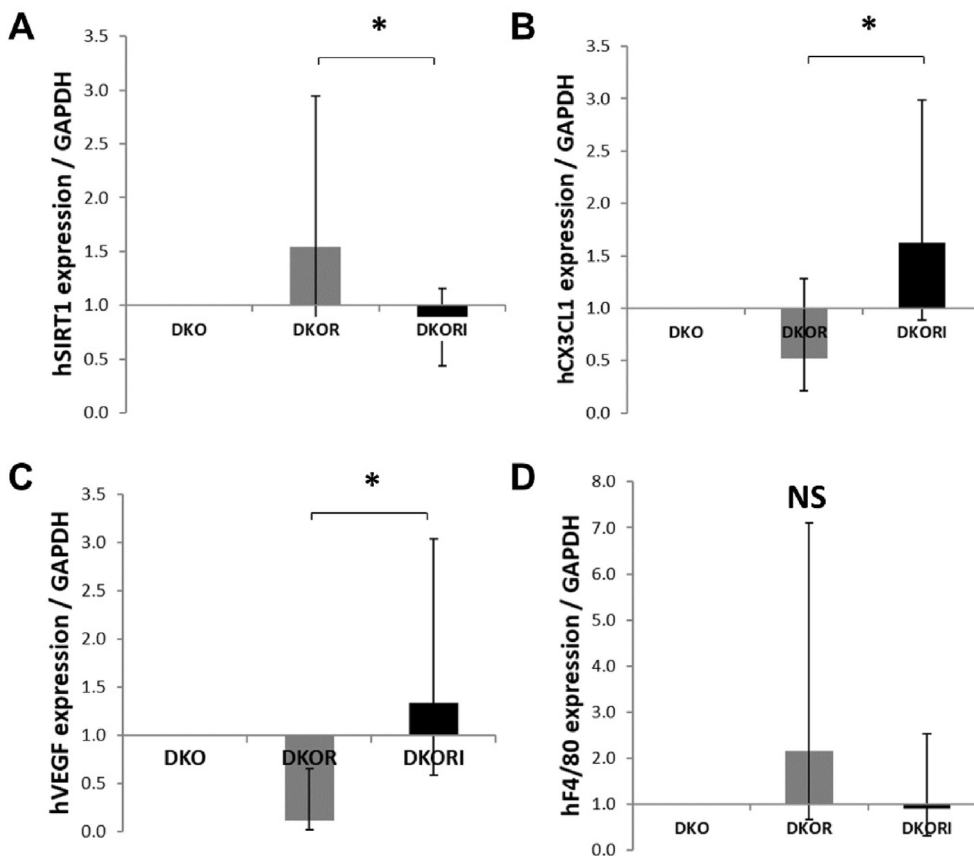 A
hSIRT1 expression / GAPDH
3.5
3.0
2.5
2.0
1.5
1.0
0.5
0.0
*
DKO DKOR DKORI
B
hCX3CL1 expression / GAPDH
3.5
3.0
2.5
2.0
1.5
1.0
0.5
0.0
*
DKO DKOR DKORI
C
hVEGF expression / GAPDH
3.5
3.0
2.5
2.0
1.5
1.0
0.5
0.0
*
DKO DKOR DKORI
D
hF4/80 expression / GAPDH
8.0
7.0
6.0
5.0
4.0
3.0
2.0
1.0
0.0
NS
DKO DKOR DKORI